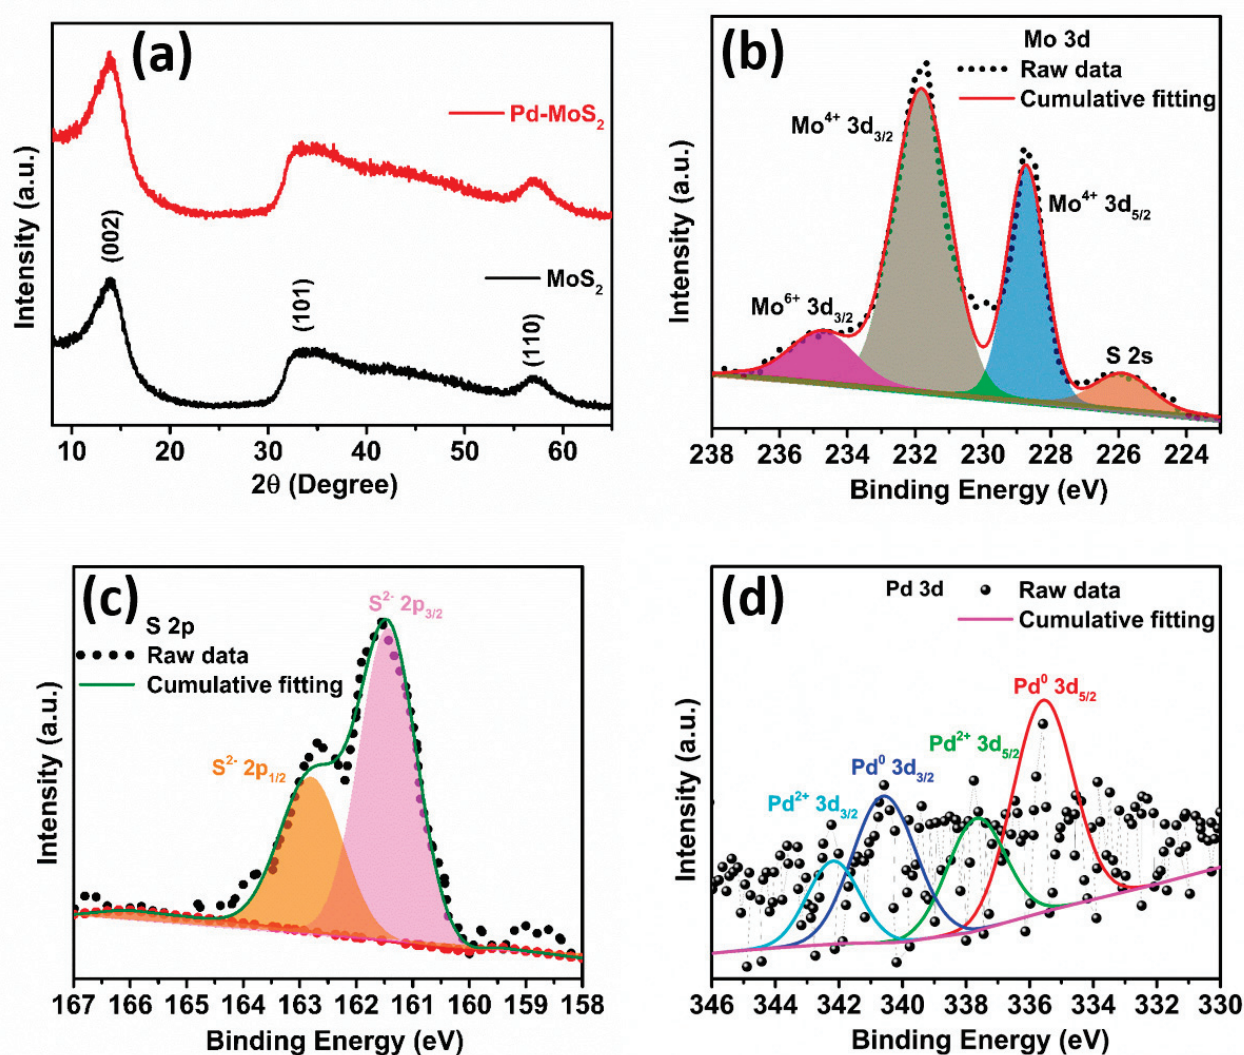 (a)
Pd-MoS₂
(002)
MoS₂
(101)
(110)
Intensity (a.u.)
10 20 30 40 50 60
2θ (Degree)
(b)
Mo 3d
Raw data
Cumulative fitting
Mo⁴⁺ 3d₃/₂
Mo⁴⁺ 3d₅/₂
Mo⁶⁺ 3d₃/₂
S 2s
Intensity (a.u.)
238 236 234 232 230 228 226 224
Binding Energy (eV)
(c)
S²⁻ 2p₃/₂
S 2p
Raw data
Cumulative fitting
S²⁻ 2p₁/₂
Intensity (a.u.)
167 166 165 164 163 162 161 160 159 158
Binding Energy (eV)
(d)
Pd 3d
Raw data
Cumulative fitting
Pd⁰ 3d₅/₂
Pd²⁺ 3d₅/₂
Pd⁰ 3d₃/₂
Pd²⁺ 3d₃/₂
Intensity (a.u.)
346 344 342 340 338 336 334 332 330
Binding Energy (eV)